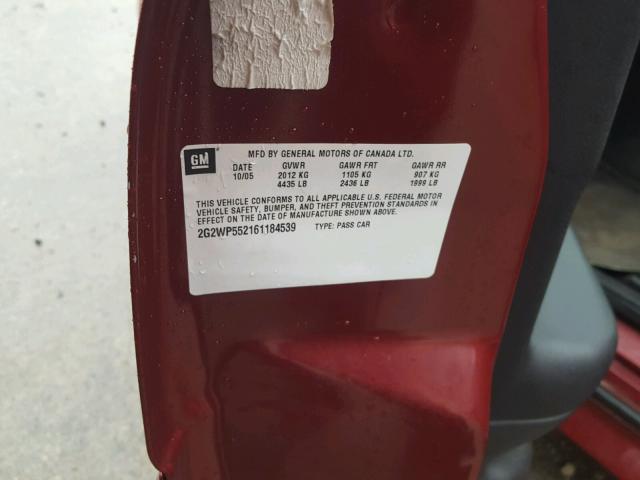 GM
MFD BY GENERAL MOTORS OF CANADA LTD.
DATE GVWR GAWR FRT GAWR RR
10/05 2012 KG 1105 KG 907 KG
4435 LB 2436 LB 1999 LB
THIS VEHICLE CONFORMS TO ALL APPLICABLE U.S. FEDERAL MOTOR
VEHICLE SAFETY, BUMPER, AND THEFT PREVENTION STANDARDS IN
EFFECT ON THE DATE OF MANUFACTURE SHOWN ABOVE.
2G2WP552161184539 TYPE: PASS CAR